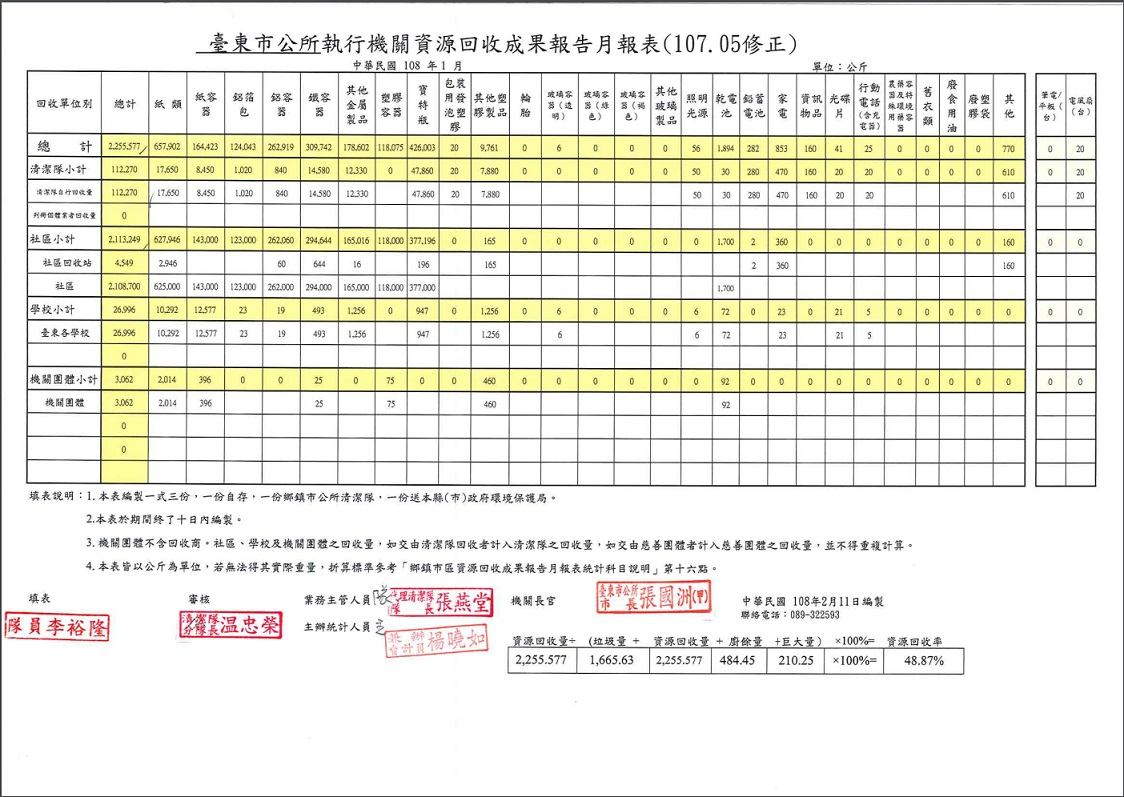 臺東市公所執行機關資源回收成果報告月報表(107.05修正)
中華民國 108 年 1 月
單位：公斤
回收單位別 總計 紙類 紙容器 鋁箔包 鋁容器 鐵容器 其他金屬製品 塑膠容器 寶特瓶 包裝用發泡塑膠 其他塑膠製品 輪胎 玻璃容器(透明) 玻璃容器(綠色) 玻璃容器(褐色) 其他玻璃製品 照明光源 乾電池 鉛蓄電池 家電 資訊物品 光碟片 行動電話(含充電器) 農藥容器及特殊環境用藥容器 舊衣類 廢食用油 廢塑膠袋 其他 筆電/平板(台) 電風扇(台)
總計 2,255,577 657,902 164,423 124,043 262,919 309,742 178,602 118,075 426,003 20 9,761 0 6 0 0 0 56 1,894 282 853 160 41 25 0 0 0 0 770 0 20
清潔隊小計 112,270 17,650 8,450 1,020 840 14,580 12,330 0 47,860 20 7,880 0 0 0 0 0 50 30 280 470 160 20 20 0 0 0 0 610 0 20
清潔隊自行回收量 112,270 17,650 8,450 1,020 840 14,580 12,330 47,860 20 7,880 50 30 280 470 160 20 20 610 20
列冊個體業者回收量 0
社區小計 2,113,249 627,946 143,000 123,000 262,060 294,644 165,016 118,000 377,196 0 165 0 0 0 0 0 0 1,700 2 360 0 0 0 0 0 0 0 160 0 0
社區回收站 4,549 2,946 60 644 16 196 165 2 360 160
社區 2,108,700 625,000 143,000 123,000 262,000 294,000 165,000 118,000 377,000 1,700
學校小計 26,996 10,292 12,577 23 19 493 1,256 0 947 0 1,256 0 6 0 0 0 6 72 0 23 0 21 5 0 0 0 0 0 0 0
臺東各學校 26,996 10,292 12,577 23 19 493 1,256 947 1,256 6 6 72 23 21 5
0
機關團體小計 3,062 2,014 396 0 0 25 0 75 0 0 460 0 0 0 0 0 0 92 0 0 0 0 0 0 0 0 0 0 0 0
機關團體 3,062 2,014 396 25 75 460 92
0
0
填表說明：1. 本表編製一式三份，一份自存，一份鄉鎮市公所清潔隊，一份送本縣(市)政府環境保護局。
2.本表於期間終了十日內編製。
3. 機關團體不含回收商。社區、學校及機關團體之回收量，如交由清潔隊回收者計入清潔隊之回收量，如交由慈善團體者計入慈善團體之回收量，並不得重複計算。
4. 本表皆以公斤為單位，若無法得其實際重量，折算標準參考「鄉鎮市區資源回收成果報告月報表統計科目說明」第十六點。
填表 審核 業務主管人員 代理清潔隊隊長張燕堂 機關長官 臺東市公所市長張國洲(甲) 中華民國 108年2月11日編製
聯絡電話：089-322593
隊員李裕隆 清潔隊分隊長温忠榮 主辦統計人員 兼辦會計員楊曉如
資源回收量÷ (垃圾量 + 資源回收量 + 廚餘量 +巨大量) ×100%= 資源回收率
2,255.577 1,665.63 2,255.577 484.45 210.25 ×100%= 48.87%